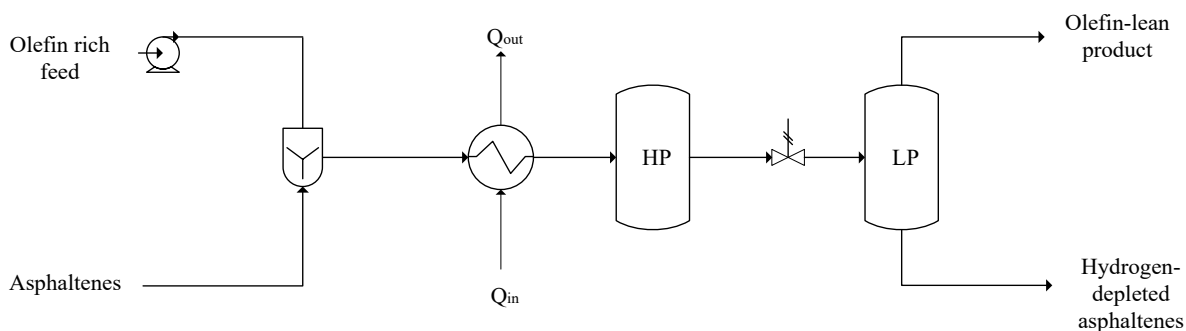 Olefin rich
feed
Qout
Olefin-lean
product
HP
LP
Asphaltenes
Qin
Hydrogen-
depleted
asphaltenes